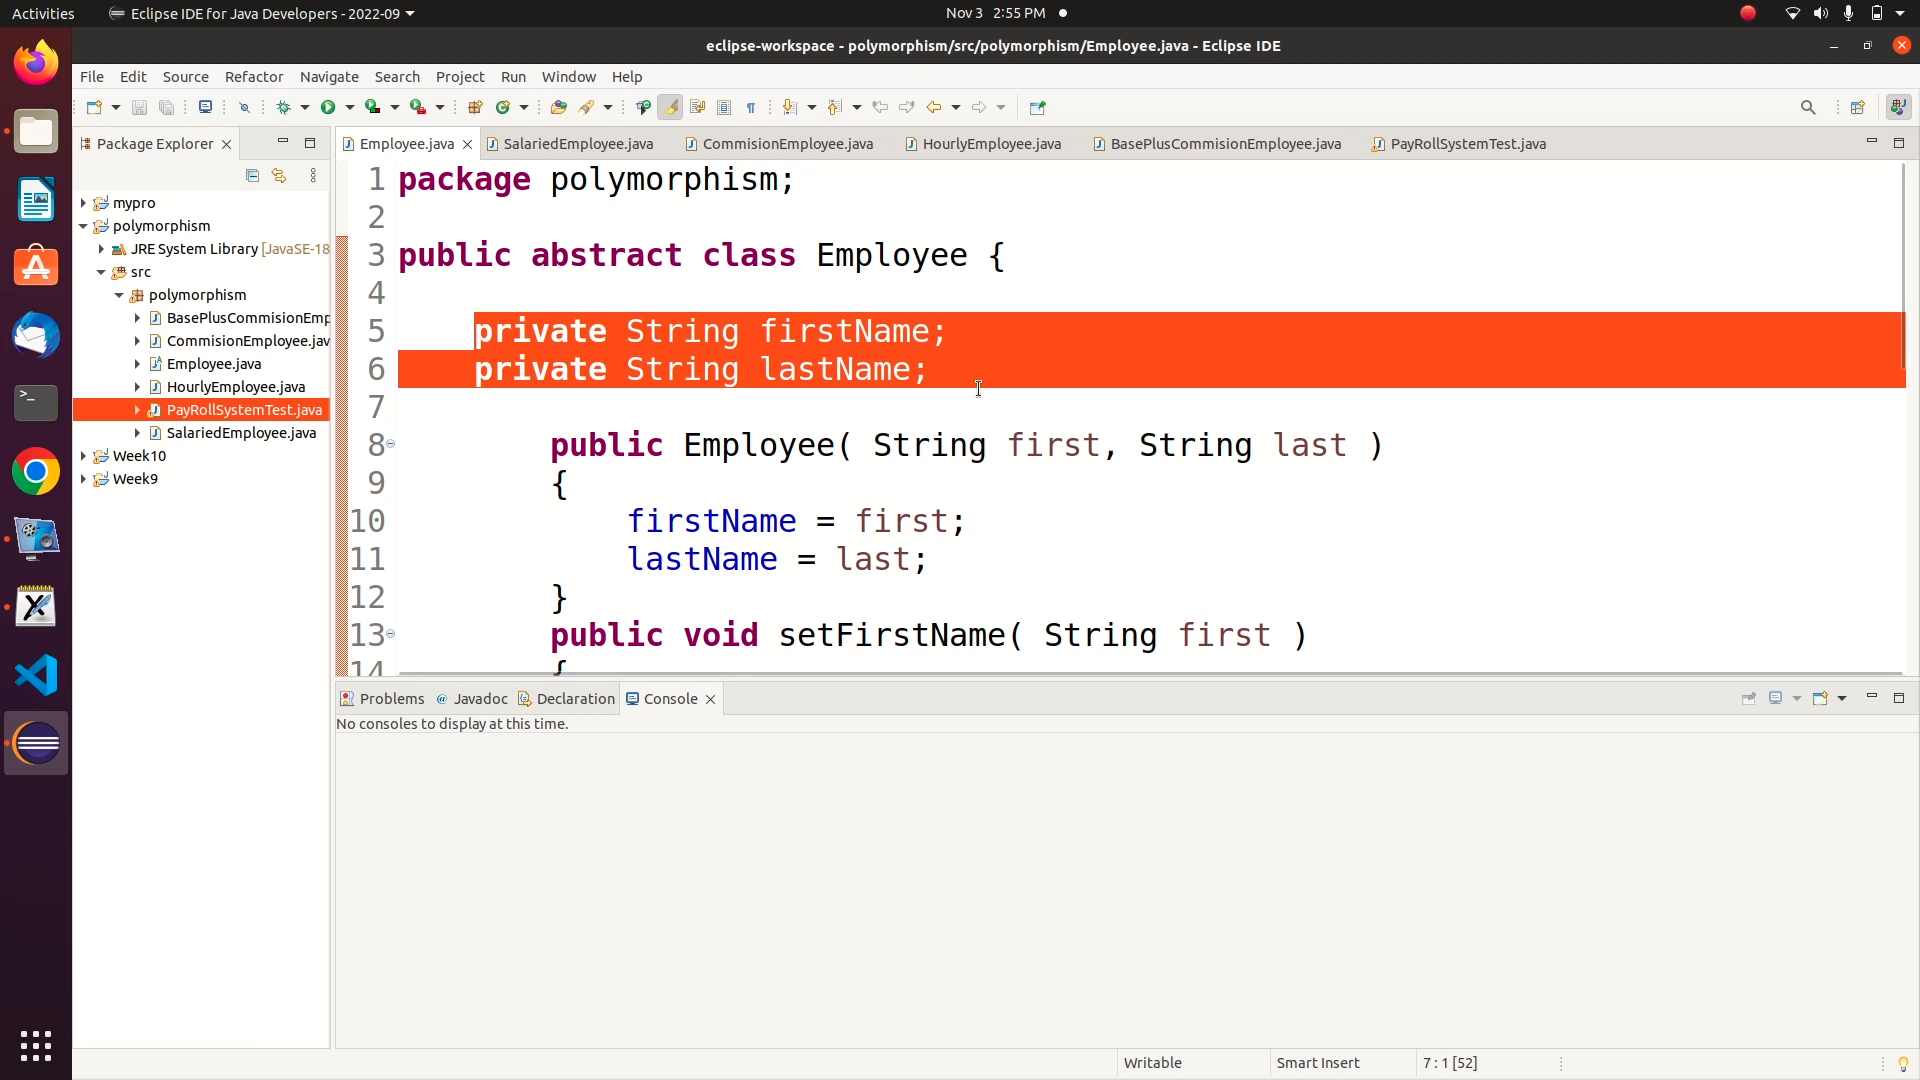 Activities
Eclipse IDE for Java Developers - 2022-09
Nov 3 2:55 PM
eclipse-workspace - polymorphism/src/polymorphism/Employee.java - Eclipse IDE
File Edit Source Refactor Navigate Search Project Run Window Help
Package Explorer
Employee.java
SalariedEmployee.java
CommisionEmployee.java
HourlyEmployee.java
BasePlusCommisionEmployee.java
PayRollSystemTest.java
mypro
polymorphism
JRE System Library [JavaSE-18
src
polymorphism
BasePlusCommisionEmp
CommisionEmployee.jav
Employee.java
HourlyEmployee.java
PayRollSystemTest.java
SalariedEmployee.java
Week10
Week9
1 package polymorphism;
2
3 public abstract class Employee {
4
5 private String firstName;
6 private String lastName;
7
8 public Employee( String first, String last )
9 {
10 firstName = first;
11 lastName = last;
12 }
13 public void setFirstName( String first )
14 {
Problems
Javadoc
Declaration
Console
No consoles to display at this time.
Writable
Smart Insert
7 : 1 [52]